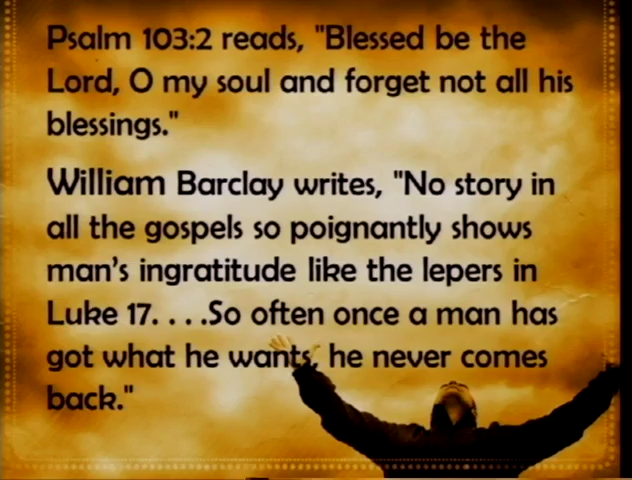 Psalm 103:2 reads, "Blessed be the
Lord, O my soul and forget not all his
blessings."
William Barclay writes, "No story in
all the gospels so poignantly shows
man's ingratitude like the lepers in
Luke 17. . . .So often once a man has
got what he wants, he never comes
back."